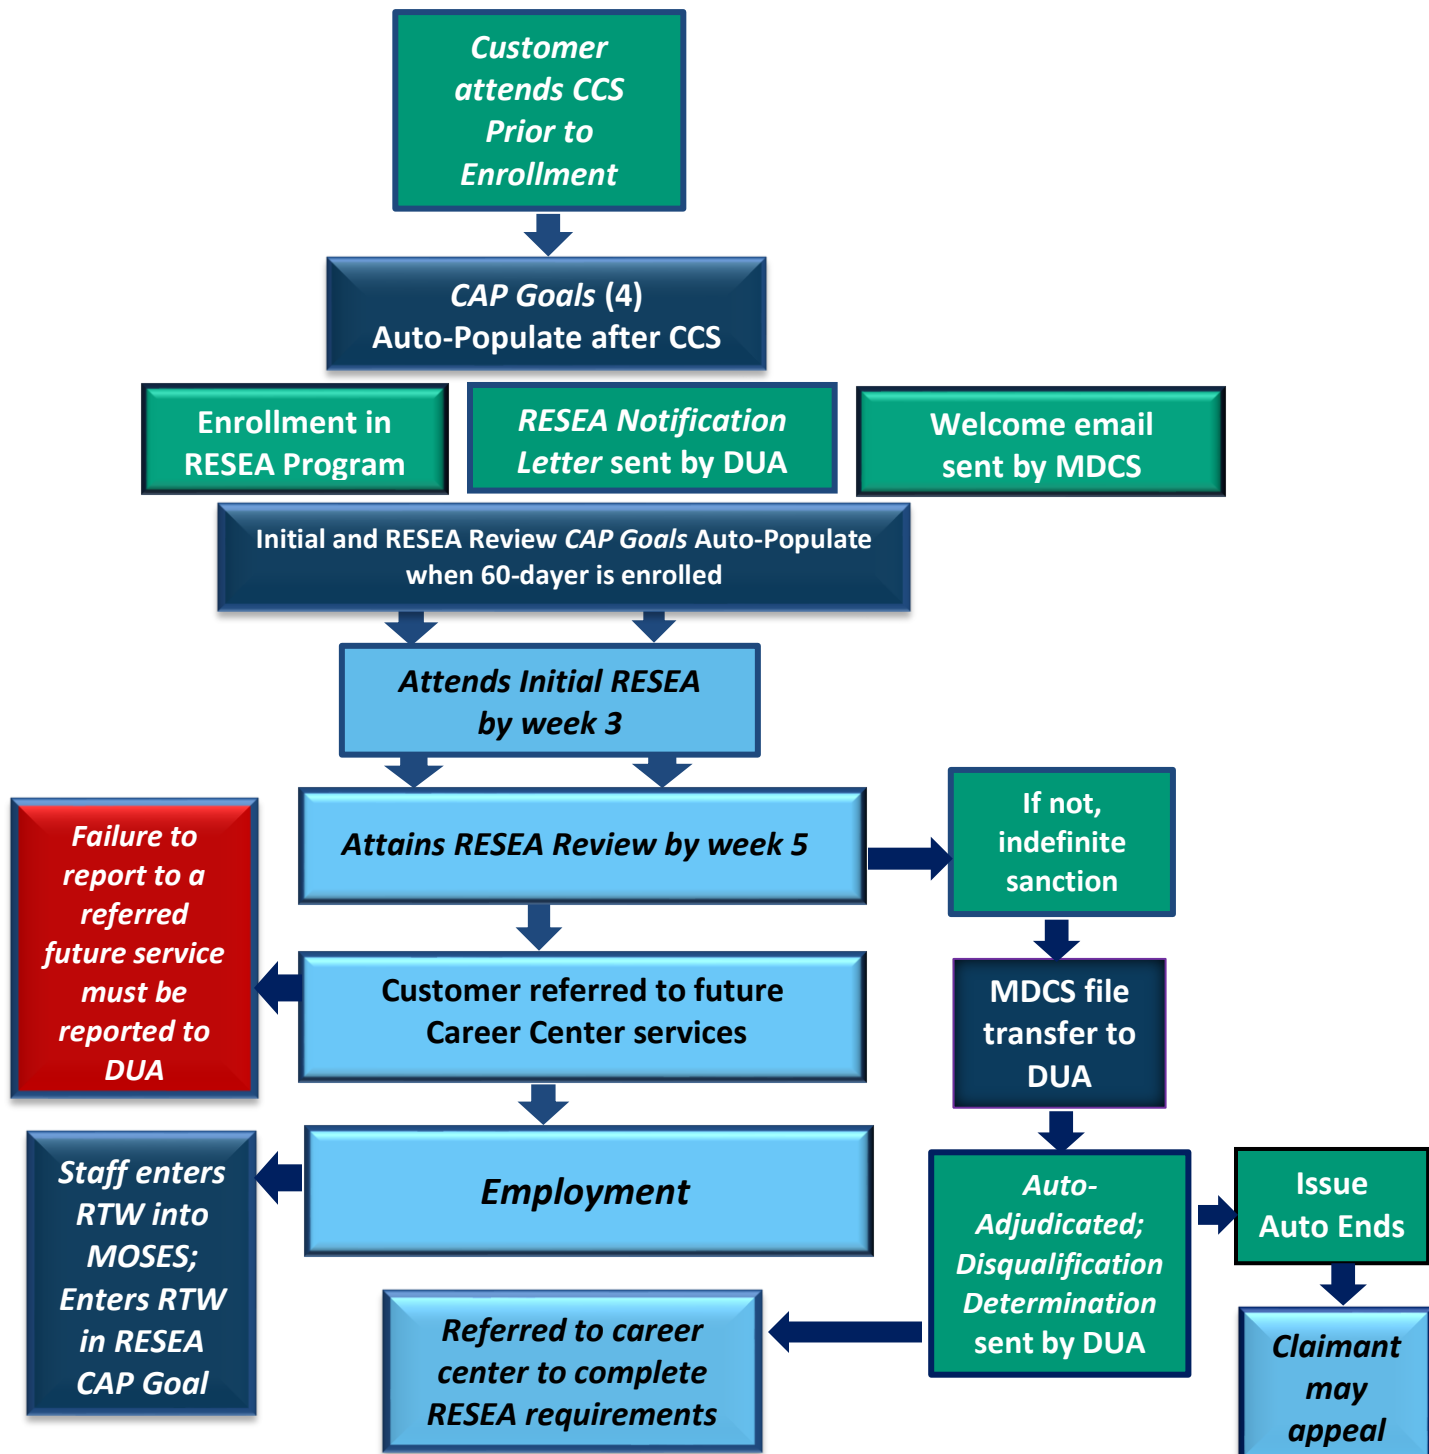 Customer
attends CCS
Prior to
Enrollment
CAP Goals (4)
Auto-Populate after CCS
Enrollment in
RESEA Program
RESEA Notification
Letter sent by DUA
Welcome email
sent by MDCS
Initial and RESEA Review CAP Goals Auto-Populate
when 60-dayer is enrolled
Attends Initial RESEA
by week 3
Attains RESEA Review by week 5
If not,
indefinite
sanction
Failure to
report to a
referred
future service
must be
reported to
DUA
Customer referred to future
Career Center services
MDCS file
transfer to
DUA
Employment
Staff enters
RTW into
MOSES;
Enters RTW
in RESEA
CAP Goal
Auto-
Adjudicated;
Disqualification
Determination
sent by DUA
Issue
Auto Ends
Referred to career
center to complete
RESEA requirements
Claimant
may
appeal